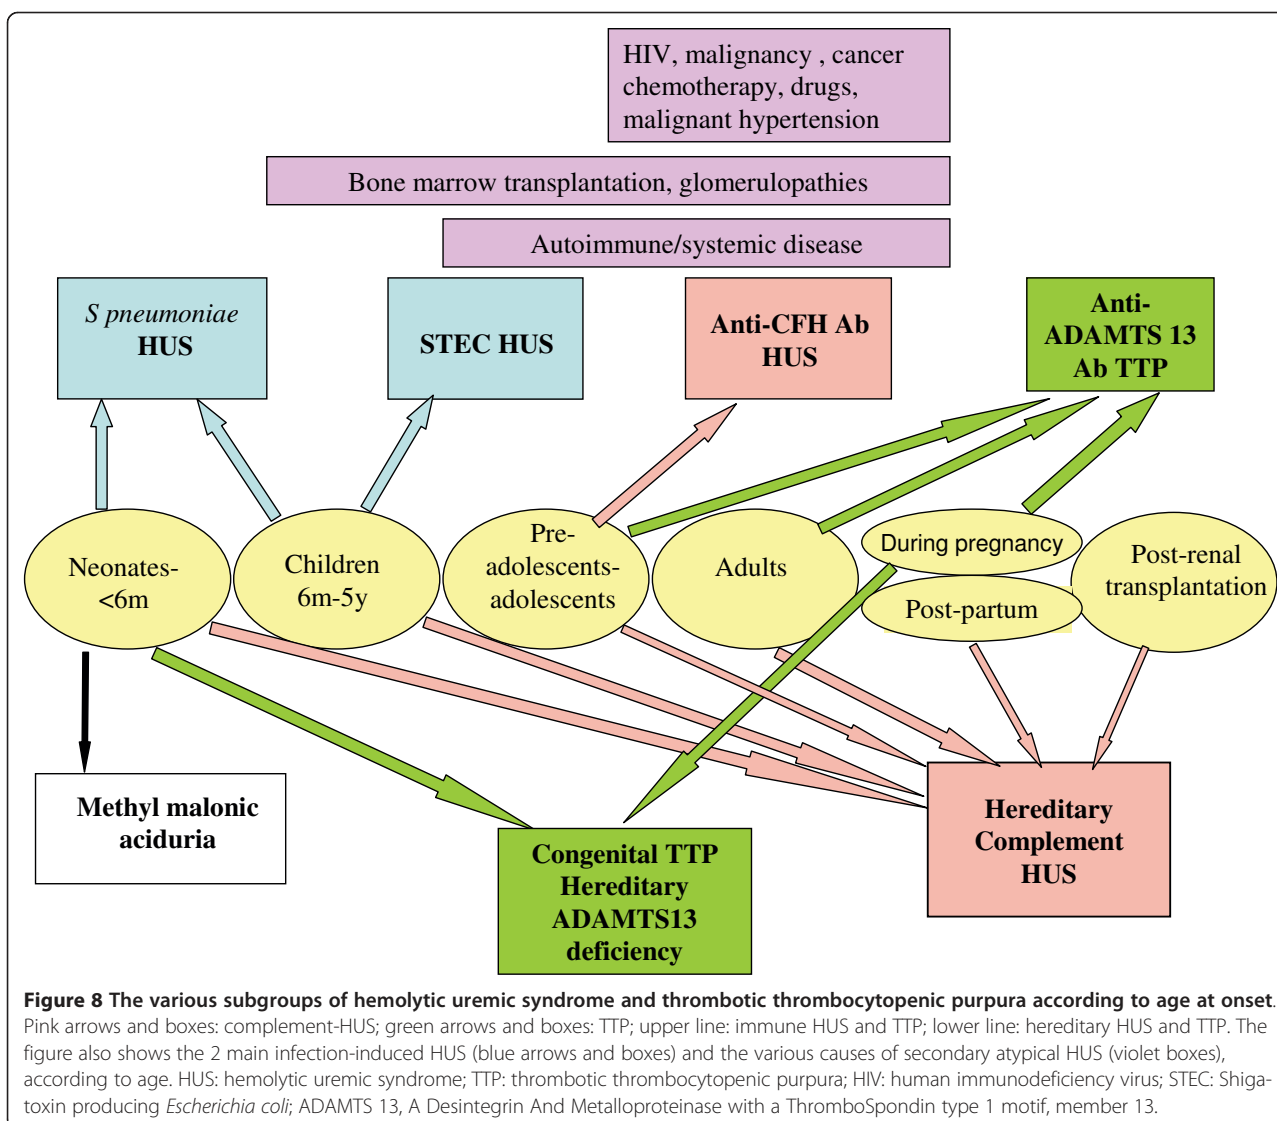 HIV, malignancy , cancer
chemotherapy, drugs,
malignant hypertension
Bone marrow transplantation, glomerulopathies
Autoimmune/systemic disease
S pneumoniae
HUS
STEC HUS
Anti-CFH Ab
HUS
Anti-
ADAMTS 13
Ab TTP
Neonates-
<6m
Children
6m-5y
Pre-
adolescents-
adolescents
Adults
During pregnancy
Post-partum
Post-renal
transplantation
Methyl malonic
aciduria
Congenital TTP
Hereditary
ADAMTS13
deficiency
Hereditary
Complement
HUS
Figure 8 The various subgroups of hemolytic uremic syndrome and thrombotic thrombocytopenic purpura according to age at onset.
Pink arrows and boxes: complement-HUS; green arrows and boxes: TTP; upper line: immune HUS and TTP; lower line: hereditary HUS and TTP. The
figure also shows the 2 main infection-induced HUS (blue arrows and boxes) and the various causes of secondary atypical HUS (violet boxes),
according to age. HUS: hemolytic uremic syndrome; TTP: thrombotic thrombocytopenic purpura; HIV: human immunodeficiency virus; STEC: Shiga-
toxin producing Escherichia coli; ADAMTS 13, A Desintegrin And Metalloproteinase with a ThromboSpondin type 1 motif, member 13.